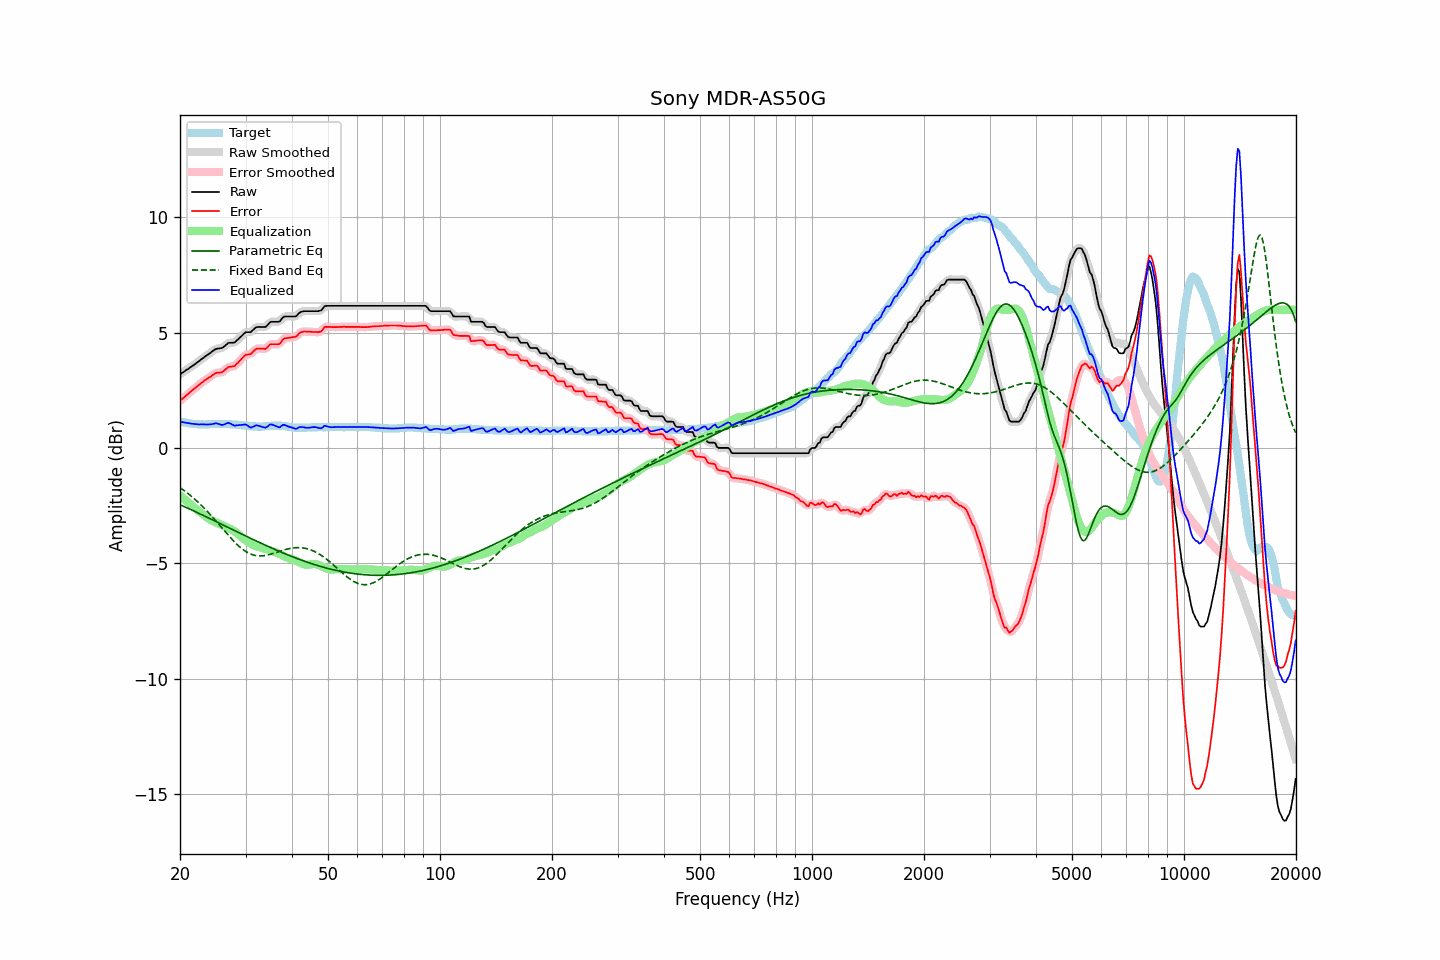 Sony MDR-AS50G
Target
Raw Smoothed
Error Smoothed
Raw
Error
Equalization
Parametric Eq
Fixed Band Eq
Equalized
10
5
0
−5
−10
−15
Amplitude (dBr)
20 50 100 200 500 1000 2000 5000 10000 20000
Frequency (Hz)